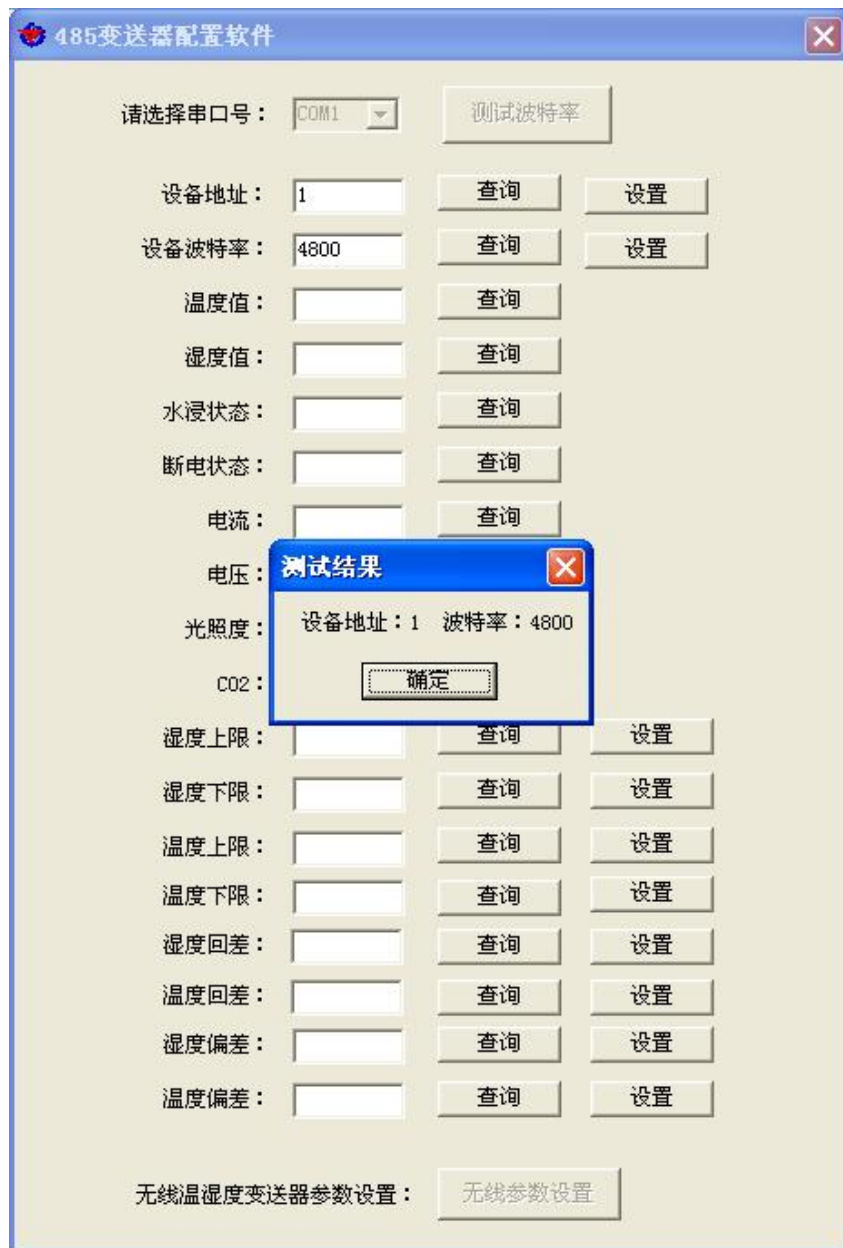 485变送器配置软件
请选择串口号： COM1 测试波特率
设备地址： 1 查询 设置
设备波特率： 4800 查询 设置
温度值： 查询
湿度值： 查询
水浸状态： 查询
断电状态： 查询
电流： 查询
电压：
光照度：
CO2：
测试结果
设备地址：1 波特率：4800
确定
湿度上限： 查询 设置
湿度下限： 查询 设置
温度上限： 查询 设置
温度下限： 查询 设置
湿度回差： 查询 设置
温度回差： 查询 设置
湿度偏差： 查询 设置
温度偏差： 查询 设置
无线温湿度变送器参数设置： 无线参数设置